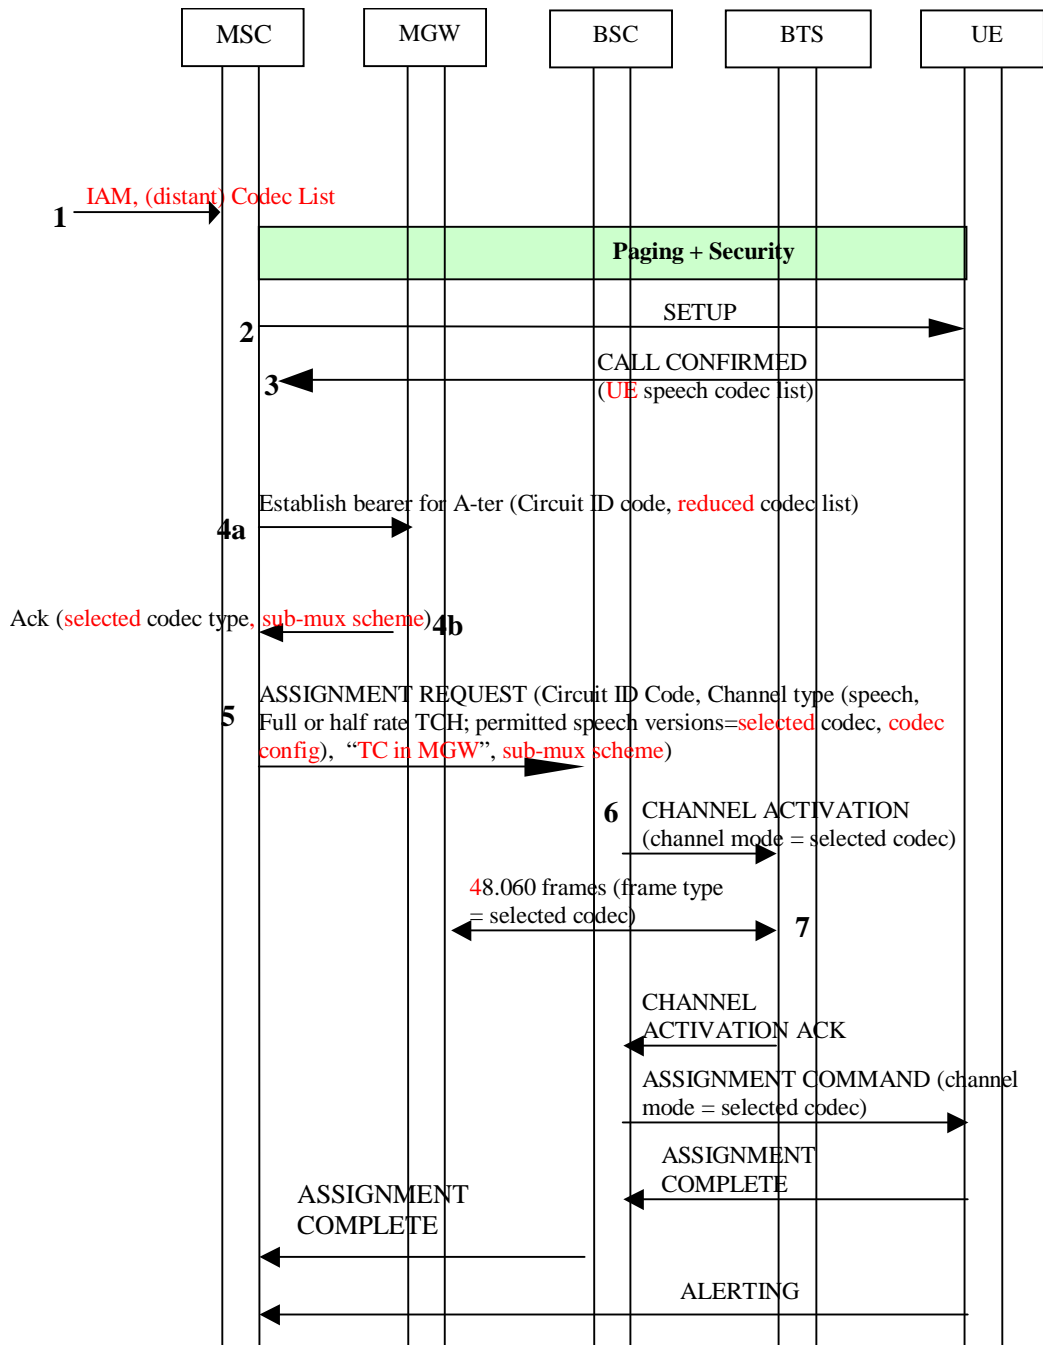 MSC
MGW
BSC
BTS
UE
IAM, (distant) Codec List
1
Paging + Security
SETUP
2
CALL CONFIRMED
3
(UE speech codec list)
Establish bearer for A-ter (Circuit ID code, reduced codec list)
4a
Ack (selected codec type, sub-mux scheme)
4b
ASSIGNMENT REQUEST (Circuit ID Code, Channel type (speech,
5
Full or half rate TCH; permitted speech versions=selected codec, codec
config), “TC in MGW”, sub-mux scheme)
6
CHANNEL ACTIVATION
(channel mode = selected codec)
48.060 frames (frame type
= selected codec)
7
CHANNEL
ACTIVATION ACK
ASSIGNMENT COMMAND (channel
mode = selected codec)
ASSIGNMENT
COMPLETE
ASSIGNMENT
COMPLETE
ALERTING